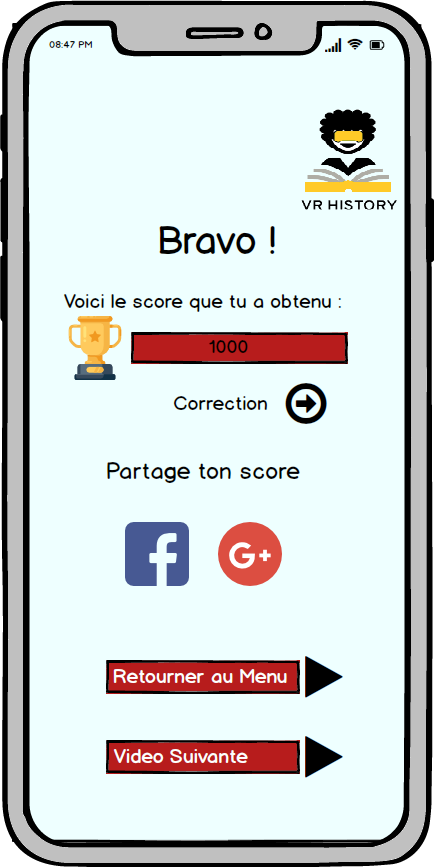 08:47 PM
VR HISTORY
Bravo !
Voici le score que tu a obtenu :
1000
Correction
Partage ton score
f
G+
Retourner au Menu
Video Suivante